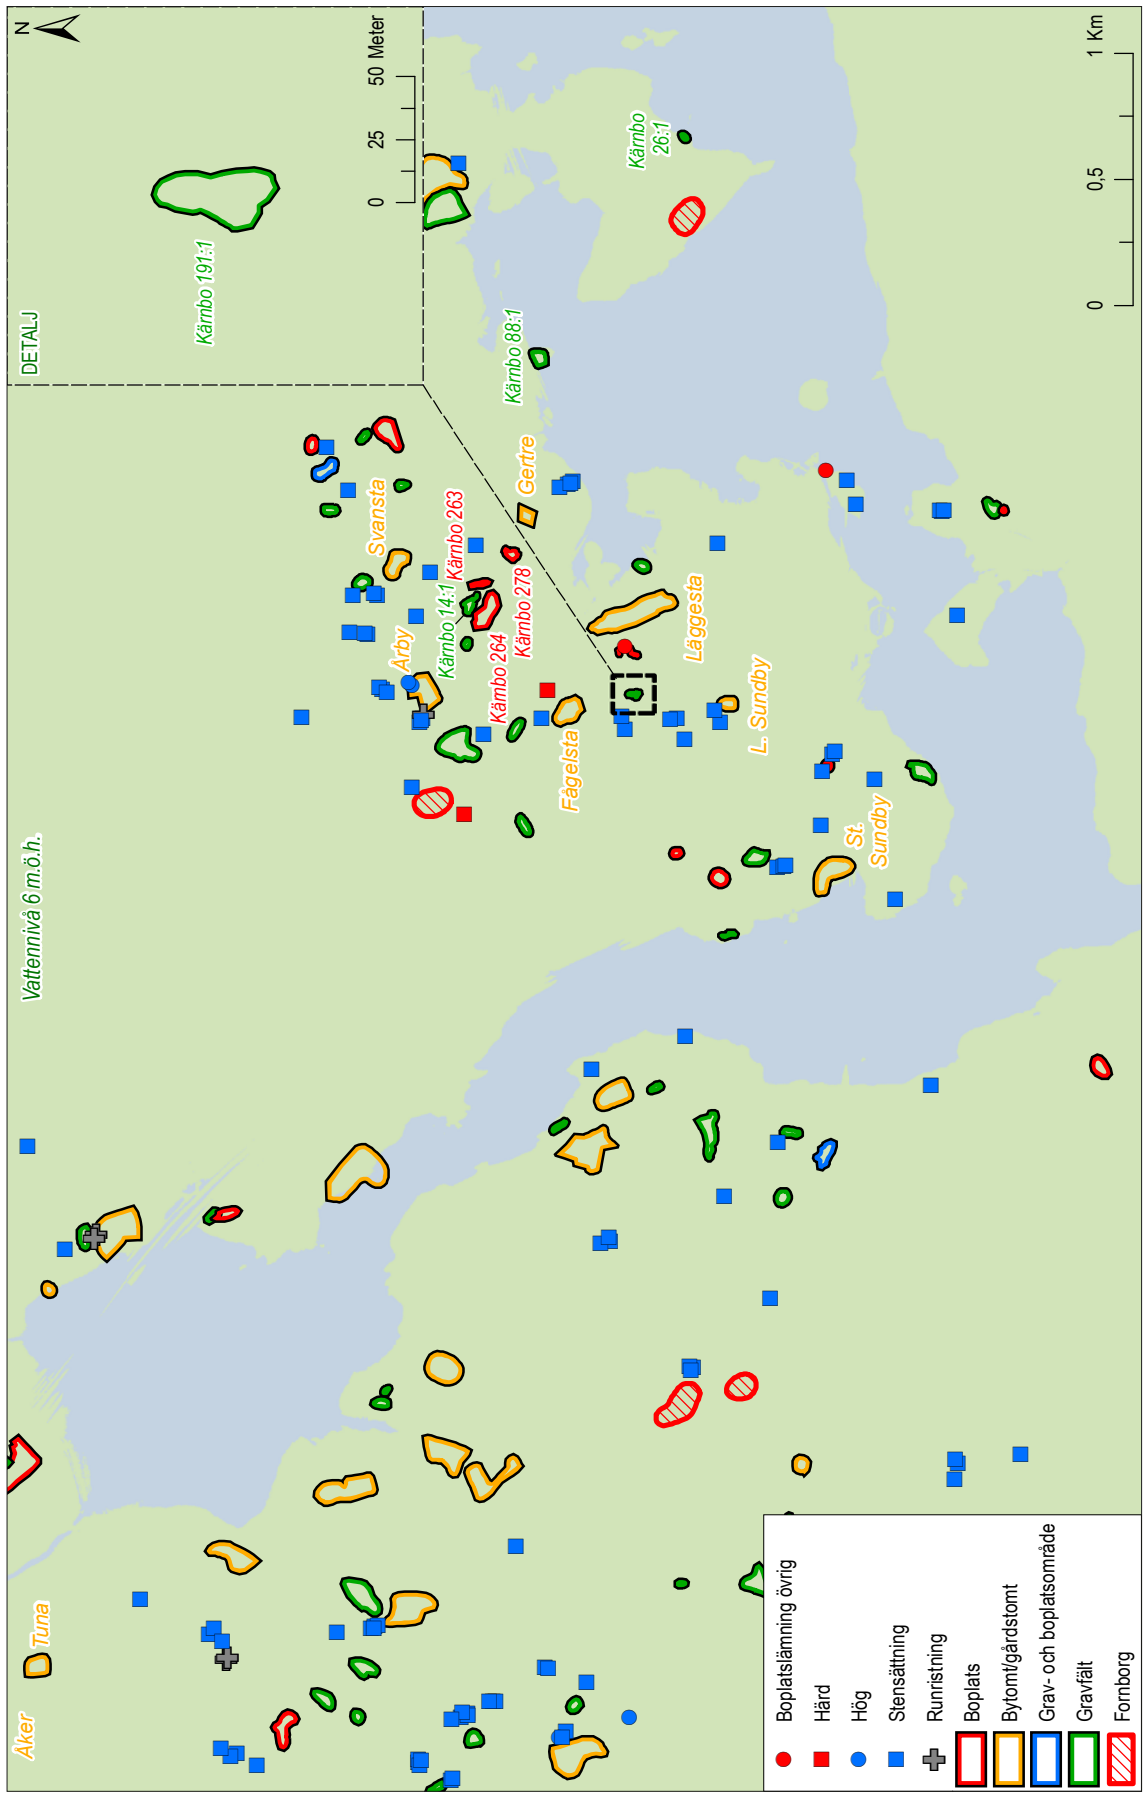 Åker
Tuna
Vattennivå 6 m.ö.h.
DETALJ
N
Kärnbo 191:1
0 25 50 Meter
Svansta
Årby
Kärnbo 14:1
Kärnbo 263
Kärnbo 264
Kärnbo 278
Gertre
Kärnbo 88:1
Kärnbo
26:1
Fågelsta
Läggesta
L. Sundby
St.
Sundby
Boplatslämning övrig
Härd
Hög
Stensättning
Runristning
Boplats
Bytomt/gårdstomt
Grav- och boplatsområde
Gravfält
Fornborg
0 0,5 1 Km